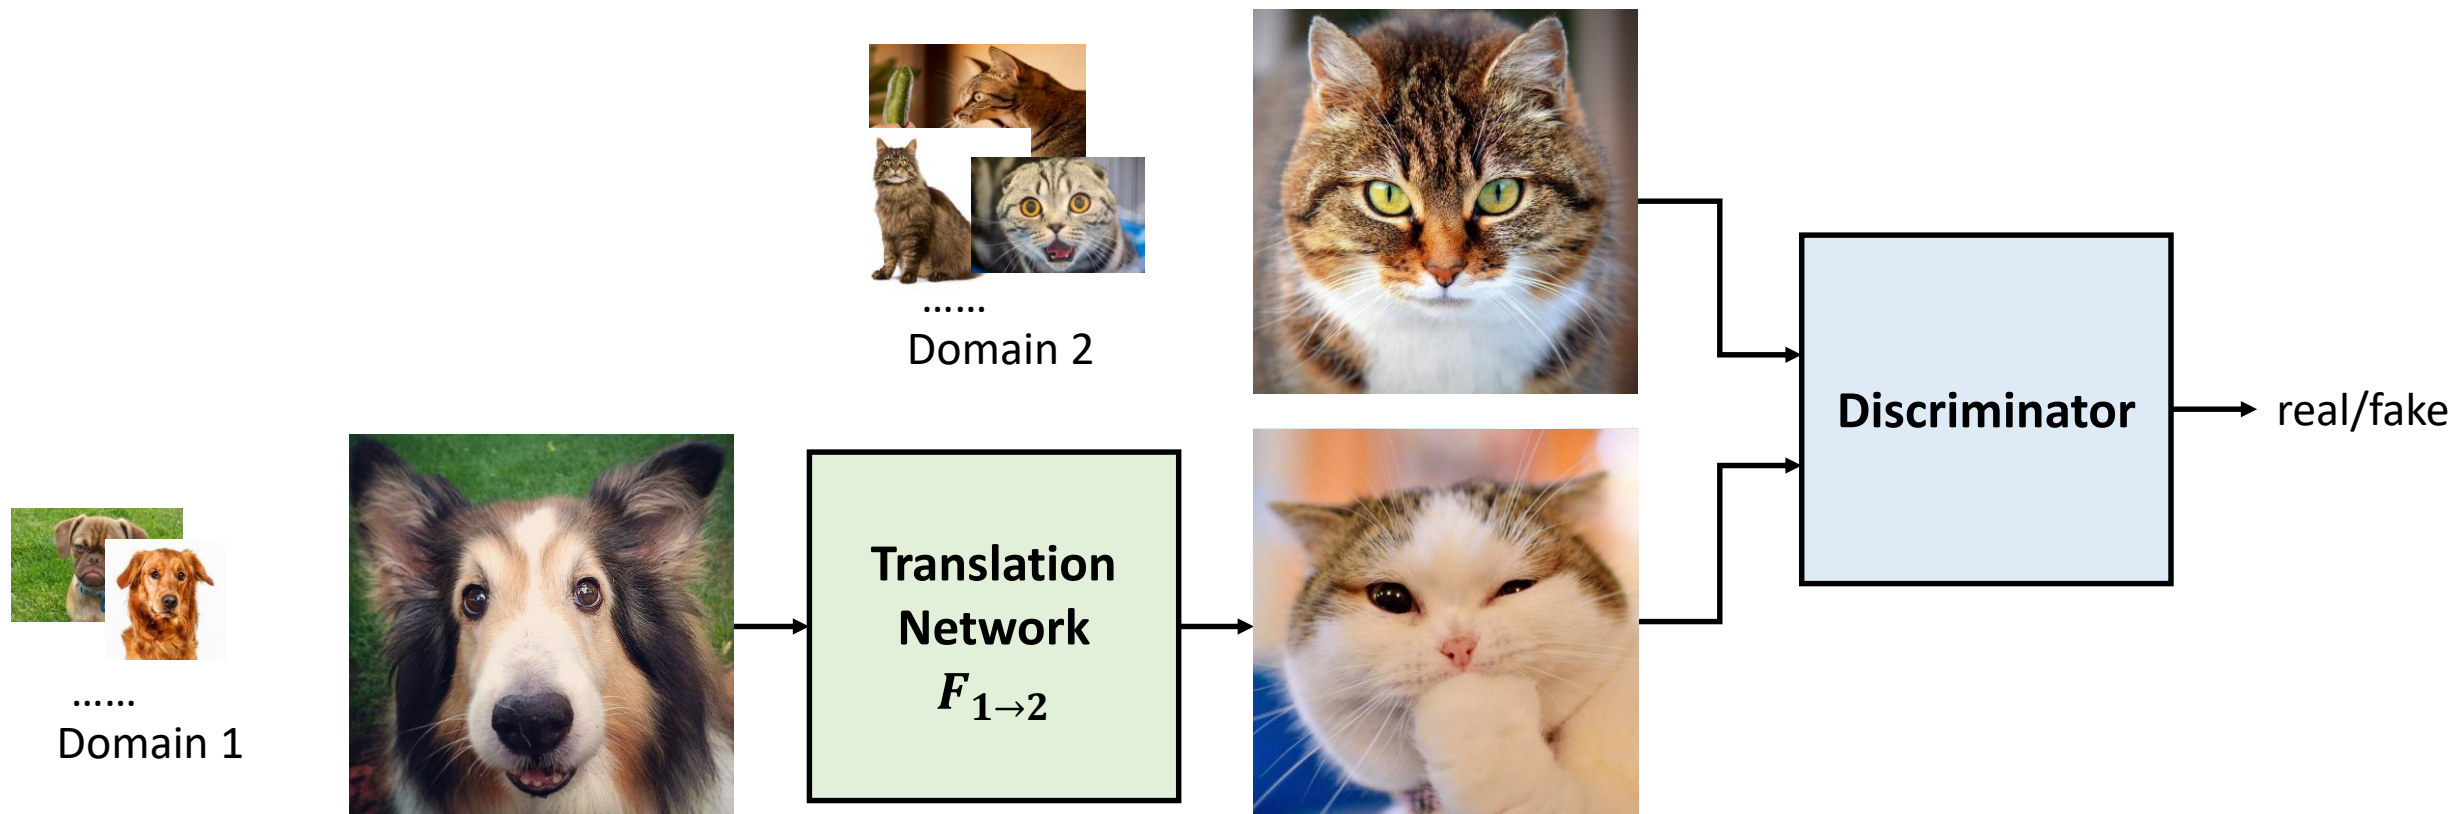 ......
Domain 2
Discriminator
real/fake
......
Domain 1
Translation
Network
F₁→₂